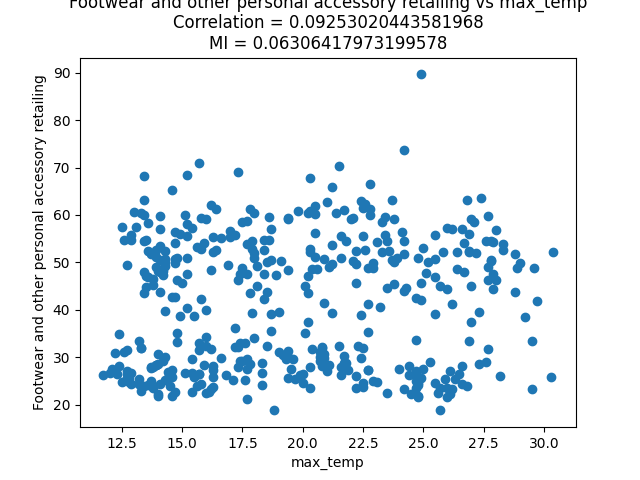 Footwear and other personal accessory retailing vs max_temp
Correlation = 0.09253020443581968
MI = 0.06306417973199578
90
80
70
60
50
40
30
20
Footwear and other personal accessory retailing
12.5 15.0 17.5 20.0 22.5 25.0 27.5 30.0
max_temp